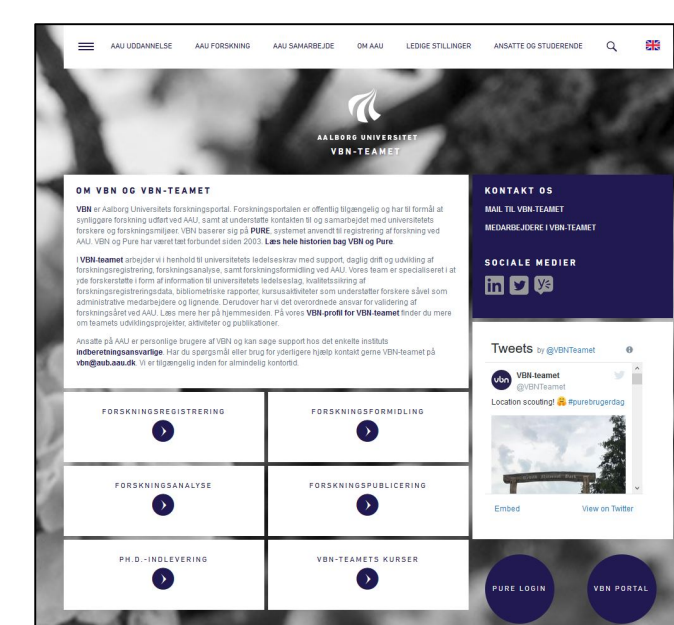 AAU UDDANNELSE AAU FORSKNING AAU SAMARBEJDE OM AAU LEDIGE STILLINGER ANSATTE OG STUDERENDE
AALBORG UNIVERSITET
VBN-TEAMET
OM VBN OG VBN-TEAMET
VBN er Aalborg Universitets forskningsportal. Forskningsportalen er offentlig tilgængelig og har til formål at
synliggøre forskning udført ved AAU, samt at understøtte kontakten til og samarbejdet med universitetets
forskere og forskningsmiljøer. VBN baserer sig på PURE, systemet anvendt til registrering af forskning ved
AAU. VBN og Pure har været tæt forbundet siden 2003. Læs hele historien bag VBN og Pure.
I VBN-teamet arbejder vi i henhold til universitetets ledelseskrav med support, daglig drift og udvikling af
forskningsregistrering, forskningsanalyse, samt forskningsformidling ved AAU. Vores team er specialiseret i at
yde forskerstøtte i form af information til universitetets ledelseslag, kvalitetssikring af
forskningsregistreringsdata, bibliometriske rapporter, kursusaktiviteter som understøtter forskere såvel som
administrative medarbejdere og lignende. Derudover har vi det overordnede ansvar for validering af
forskningsåret ved AAU. Læs mere her på hjemmesiden. På vores VBN-profil for VBN-teamet finder du mere
om teamets udviklingsprojekter, aktiviteter og publikationer.
Ansatte på AAU er personlige brugere af VBN og kan søge support hos det enkelte instituts
indberetningsansvarlige. Har du spørgsmål eller brug for yderligere hjælp kontakt gerne VBN-teamet på
vbn@aub.aau.dk. Vi er tilgængelig inden for almindelig kontortid.
FORSKNINGSREGISTRERING
FORSKNINGSFORMIDLING
FORSKNINGSANALYSE
FORSKNINGSPUBLICERING
PH.D.-INDLEVERING
VBN-TEAMETS KURSER
KONTAKT OS
MAIL TIL VBN-TEAMET
MEDARBEJDERE I VBN-TEAMET
SOCIALE MEDIER
in
Tweets by @VBNTeamet
vbn
VBN-teamet
@VBNTeamet
Location scouting! #purebrugerdag
Embed View on Twitter
PURE LOGIN
VBN PORTAL